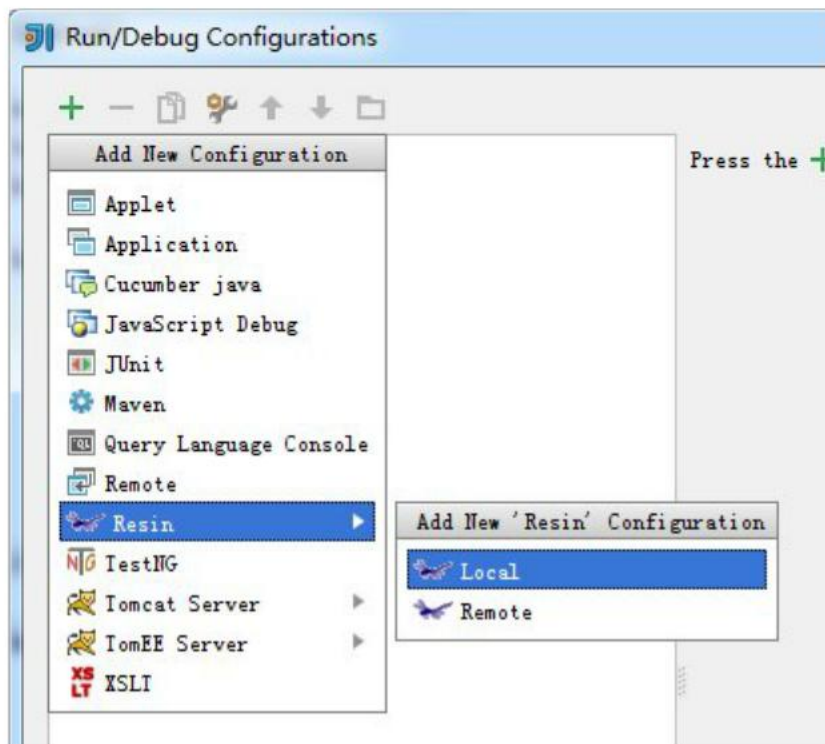 Run/Debug Configurations
Add New Configuration
Press the
Applet
Application
Cucumber java
JavaScript Debug
JUnit
Maven
Query Language Console
Remote
Resin
Add New 'Resin' Configuration
TestNG
Local
Tomcat Server
Remote
TomEE Server
XSLT